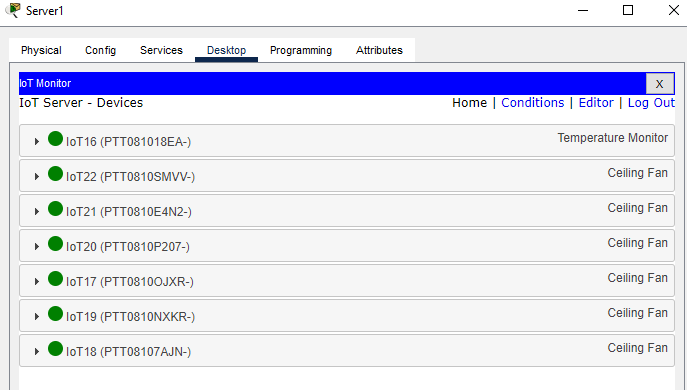 Server1
Physical Config Services Desktop Programming Attributes
IoT Monitor X
IoT Server - Devices Home | Conditions | Editor | Log Out
IoT16 (PTT081018EA-) Temperature Monitor
IoT22 (PTT0810SMVV-) Ceiling Fan
IoT21 (PTT0810E4N2-) Ceiling Fan
IoT20 (PTT0810P207-) Ceiling Fan
IoT17 (PTT0810OJXR-) Ceiling Fan
IoT19 (PTT0810NXKR-) Ceiling Fan
IoT18 (PTT08107AJN-) Ceiling Fan